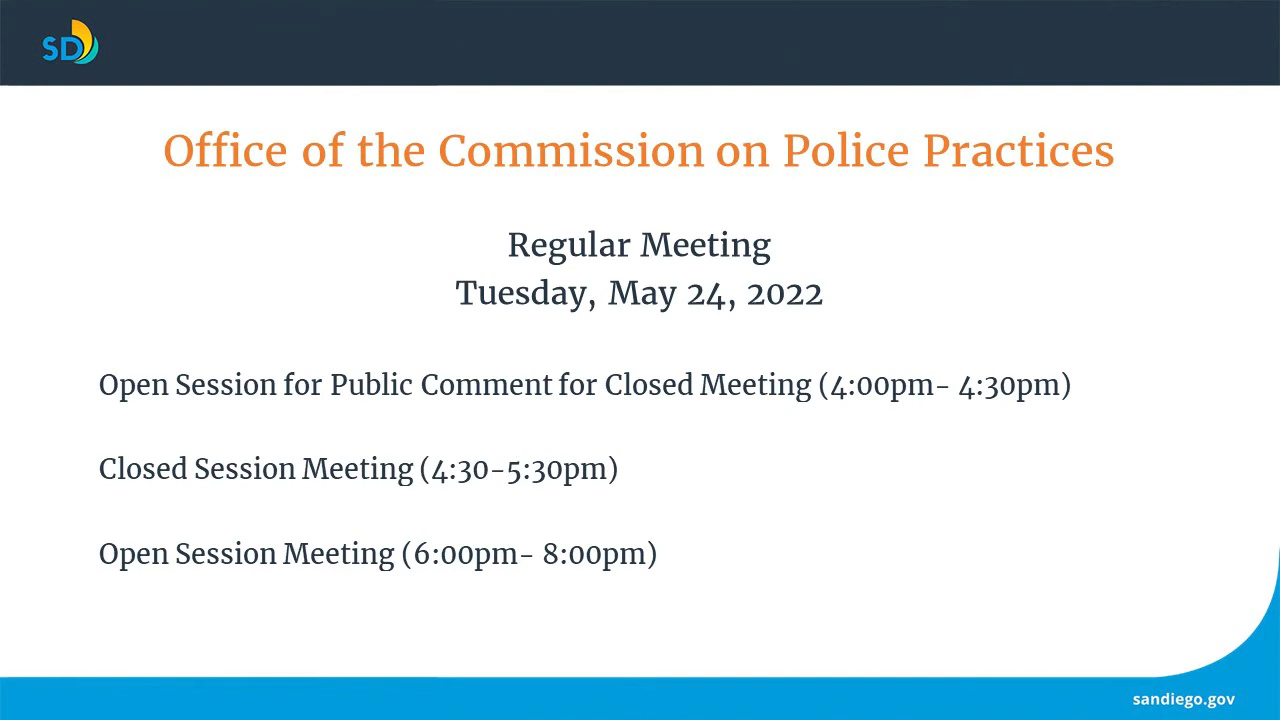 SD
Office of the Commission on Police Practices
Regular Meeting
Tuesday, May 24, 2022
Open Session for Public Comment for Closed Meeting (4:00pm- 4:30pm)
Closed Session Meeting (4:30-5:30pm)
Open Session Meeting (6:00pm- 8:00pm)
sandiego.gov